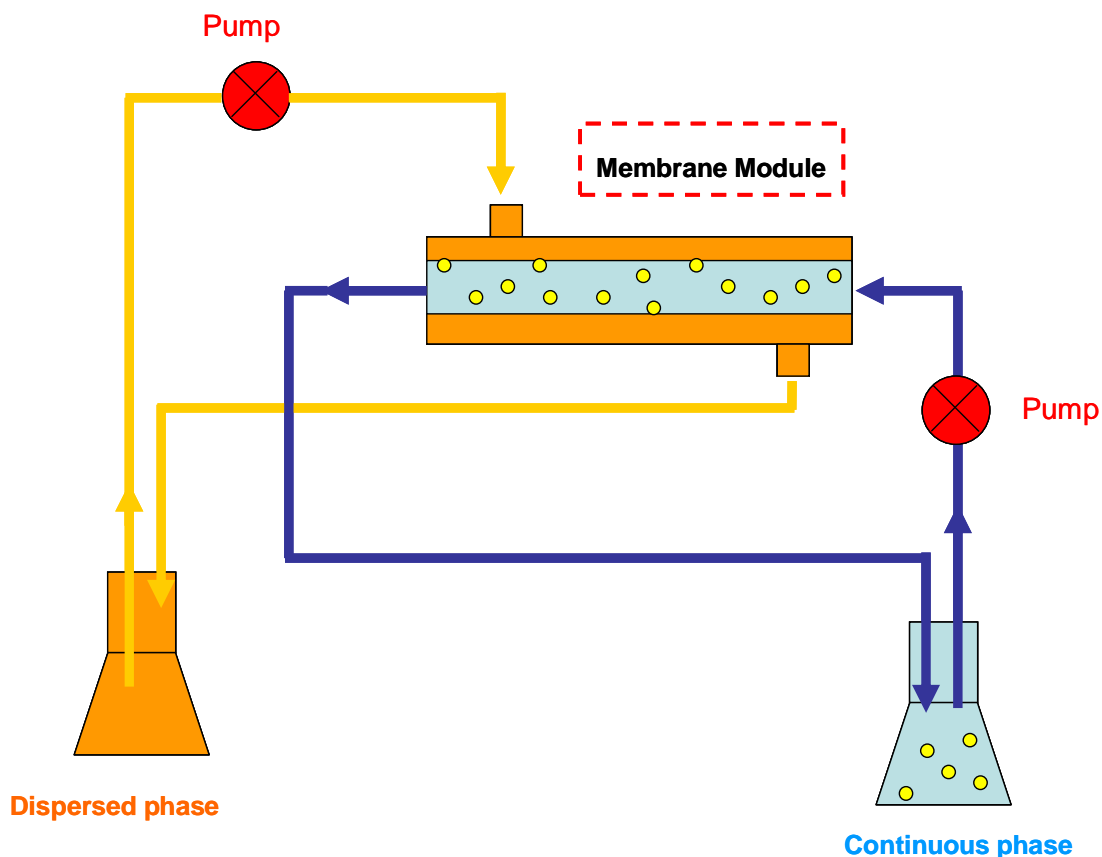 Pump
Membrane Module
Pump
Dispersed phase
Continuous phase